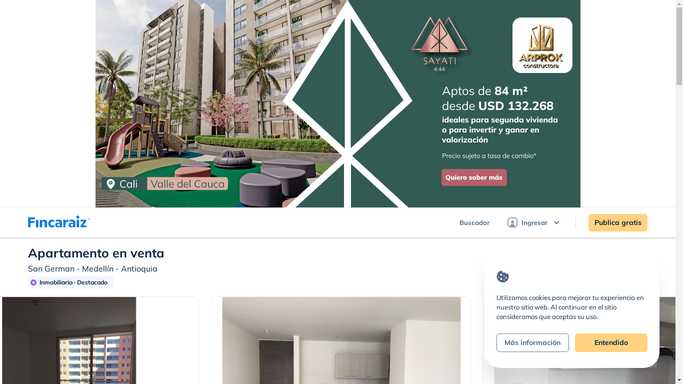 SAYATI
4:44
ARPROK
constructora
Aptos de 84 m²
desde USD 132.268
ideales para segunda vivienda
o para invertir y ganar en
valorización
Precio sujeto a tasa de cambio*
Quiero saber más
Cali
Valle del Cauca
Fincaraíz
Buscador
Ingresar
Publica gratis
Apartamento en venta
San German - Medellín - Antioquia
Inmobiliaria · Destacado
Utilizamos cookies para mejorar tu experiencia en
nuestro sitio web. Al continuar en el sitio
consideramos que aceptas su uso.
Más información
Entendido